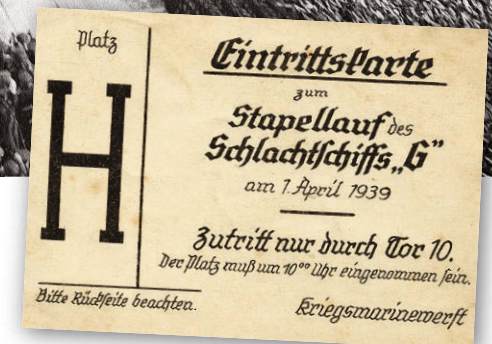 Platz
H
Eintrittskarte
zum
Stapellauf des
Schlachtschiffs „G”
am 1. April 1939
Zutritt nur durch Tor 10.
Der Platz muß um 10ᵒᵒ Uhr eingenommen sein.
Bitte Rückseite beachten.
Kriegsmarinewerft